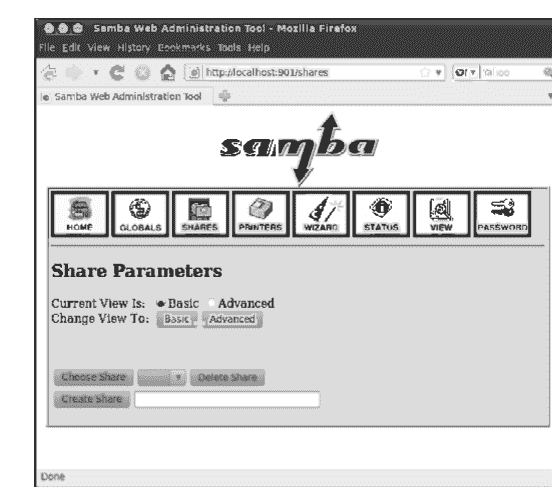 Samba Web Administration Tool - Mozilla Firefox
File Edit View History Bookmarks Tools Help
http://localhost:901/shares
Yahoo
Samba Web Administration Tool
samba
HOME GLOBALS SHARES PRINTERS WIZARD STATUS VIEW PASSWORD
Share Parameters
Current View Is: Basic Advanced
Change View To: Basic Advanced
Choose Share Delete Share
Create Share
Done